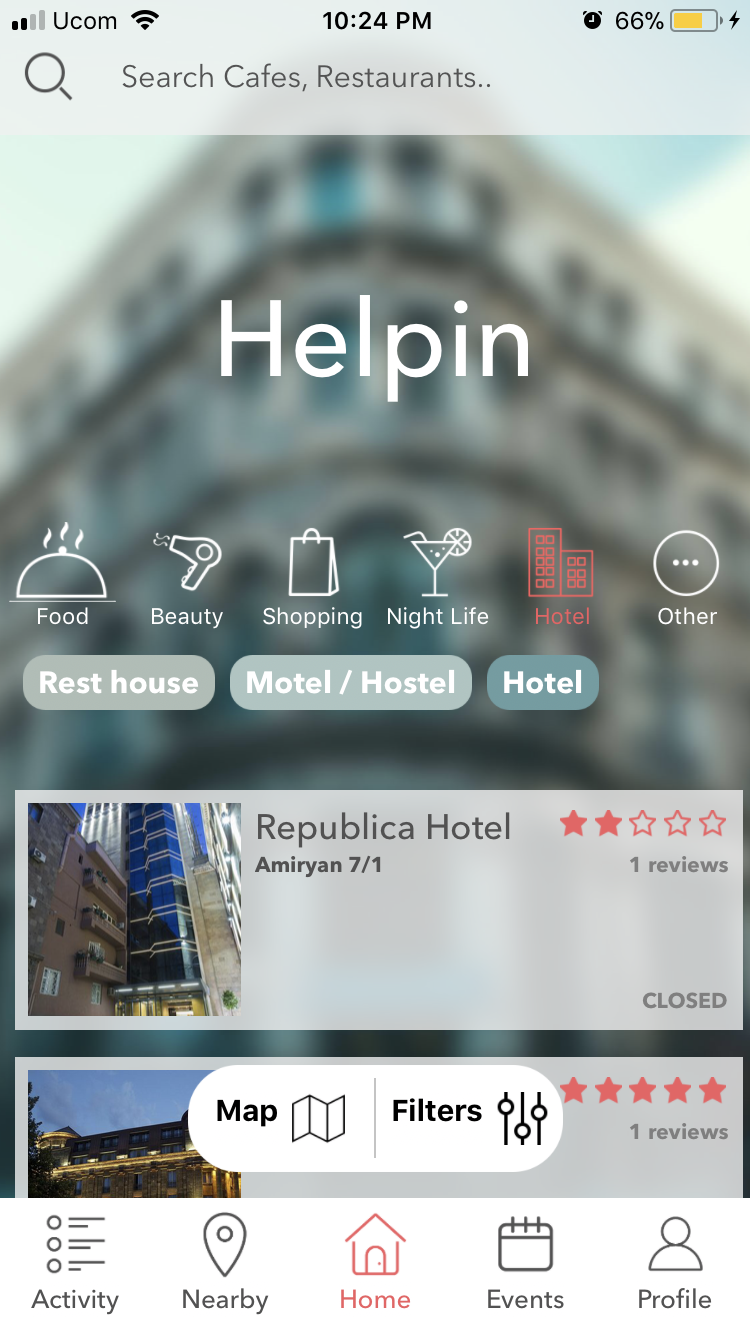 Ucom 10:24 PM 66%
Search Cafes, Restaurants..
Helpin
Food Beauty Shopping Night Life Hotel Other
Rest house Motel / Hostel Hotel
Republica Hotel
Amiryan 7/1 1 reviews
CLOSED
Map Filters
1 reviews
Activity Nearby Home Events Profile